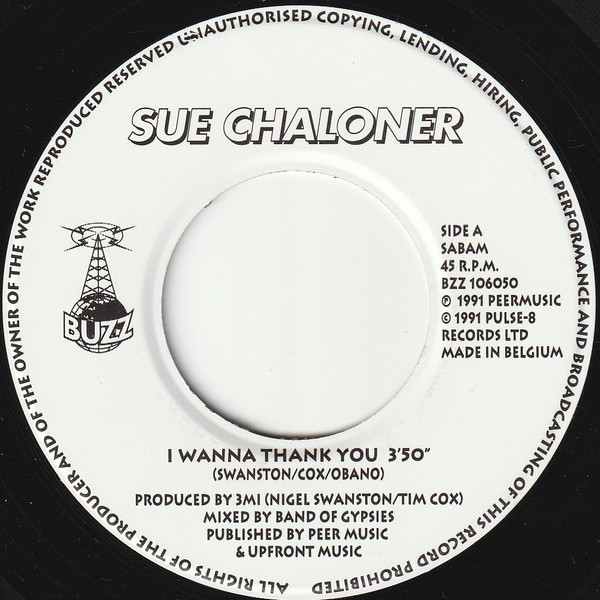 ALL RIGHTS OF THE PRODUCER AND OF THE OWNER OF THE WORK REPRODUCED RESERVED UNAUTHORISED COPYING, LENDING, HIRING, PUBLIC PERFORMANCE AND BROADCASTING OF THIS RECORD PROHIBITED
SUE CHALONER
BUZZ
SIDE A
SABAM
45 R.P.M.
BZZ 106050
℗ 1991 PEERMUSIC
© 1991 PULSE-8
RECORDS LTD
MADE IN BELGIUM
I WANNA THANK YOU 3'50"
(SWANSTON/COX/OBANO)
PRODUCED BY 3MI (NIGEL SWANSTON/TIM COX)
MIXED BY BAND OF GYPSIES
PUBLISHED BY PEER MUSIC
& UPFRONT MUSIC